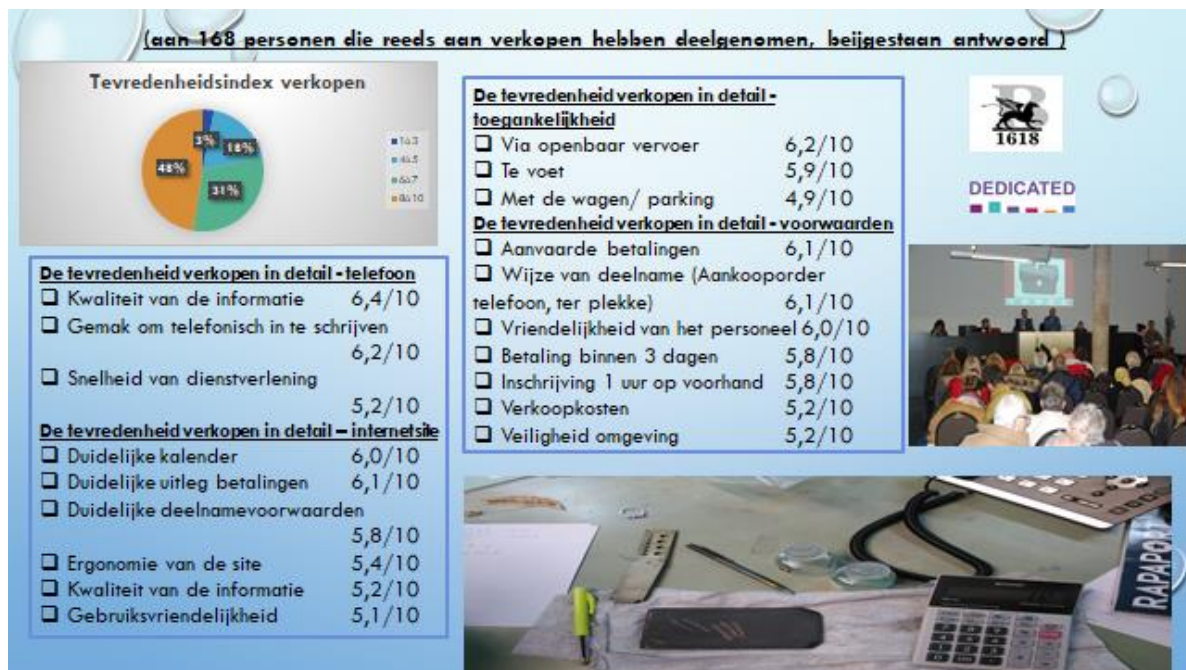 (aan 168 personen die reeds aan verkopen hebben deelgenomen, beijgestaan antwoord )
Tevredenheidsindex verkopen
3%
18%
48%
31%
1à3
4à5
6à7
8à10
De tevredenheid verkopen in detail - telefoon
❑ Kwaliteit van de informatie 6,4/10
❑ Gemak om telefonisch in te schrijven
6,2/10
❑ Snelheid van dienstverlening
5,2/10
De tevredenheid verkopen in detail – internetsite
❑ Duidelijke kalender 6,0/10
❑ Duidelijke uitleg betalingen 6,1/10
❑ Duidelijke deelnamevoorwaarden
5,8/10
❑ Ergonomie van de site 5,4/10
❑ Kwaliteit van de informatie 5,2/10
❑ Gebruiksvriendelijkheid 5,1/10
De tevredenheid verkopen in detail -
toegankelijkheid
❑ Via openbaar vervoer 6,2/10
❑ Te voet 5,9/10
❑ Met de wagen/ parking 4,9/10
De tevredenheid verkopen in detail - voorwaarden
❑ Aanvaarde betalingen 6,1/10
❑ Wijze van deelname (Aankooporder
telefoon, ter plekke) 6,1/10
❑ Vriendelijkheid van het personeel 6,0/10
❑ Betaling binnen 3 dagen 5,8/10
❑ Inschrijving 1 uur op voorhand 5,8/10
❑ Verkoopkosten 5,2/10
❑ Veiligheid omgeving 5,2/10
B
1618
DEDICATED
RAPAPORT